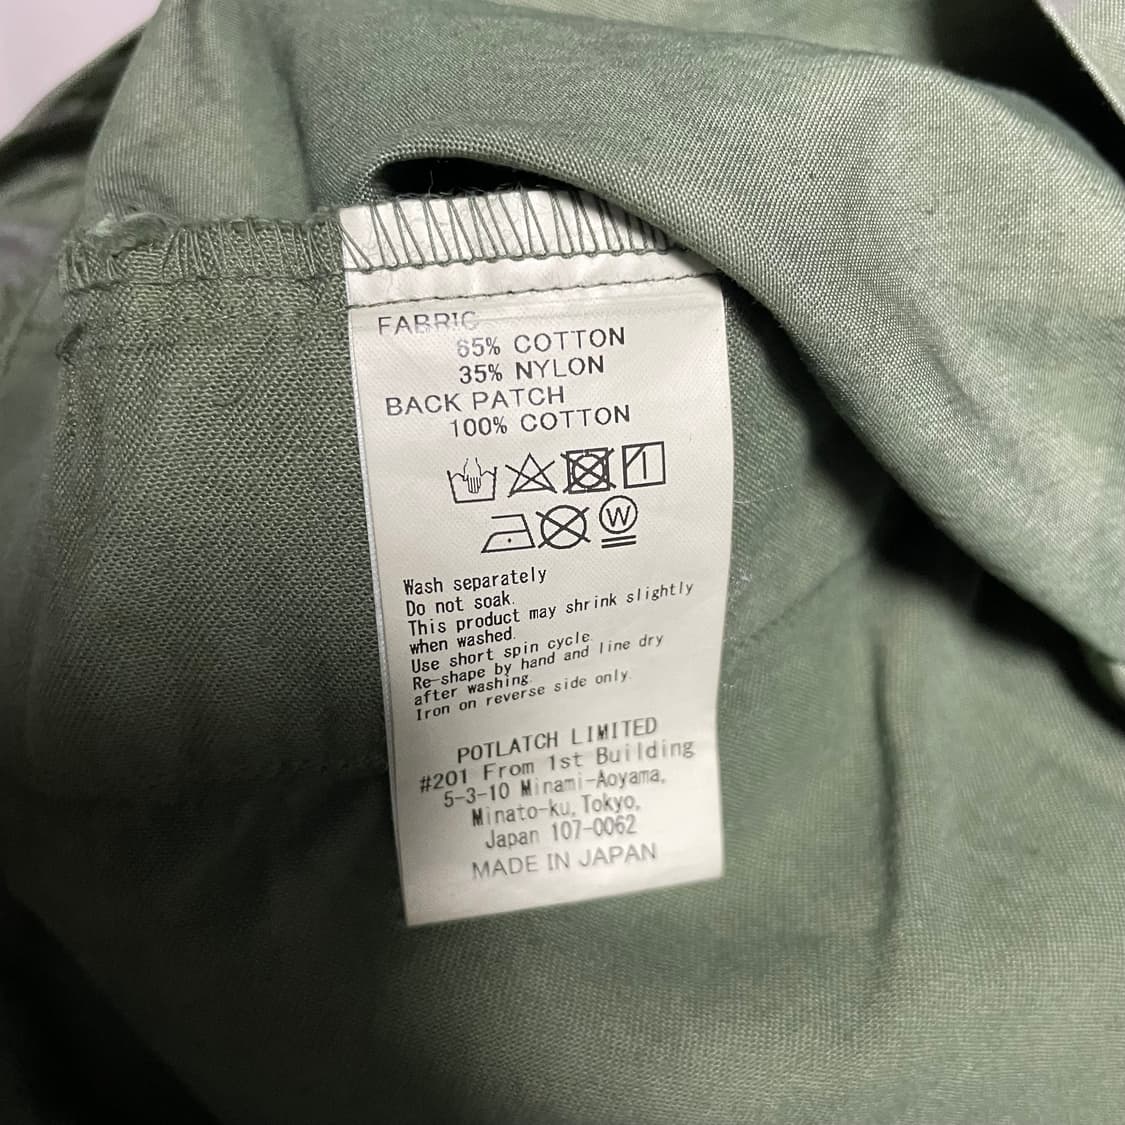 FABRIC
65% COTTON
35% NYLON
BACK PATCH
100% COTTON
W
Wash separately
Do not soak.
This product may shrink slightly
when washed.
Use short spin cycle.
Re-shape by hand and line dry
after washing.
Iron on reverse side only.
POTLATCH LIMITED
#201 From 1st Building
5-3-10 Minami-Aoyama,
Minato-ku, Tokyo,
Japan 107-0062
MADE IN JAPAN